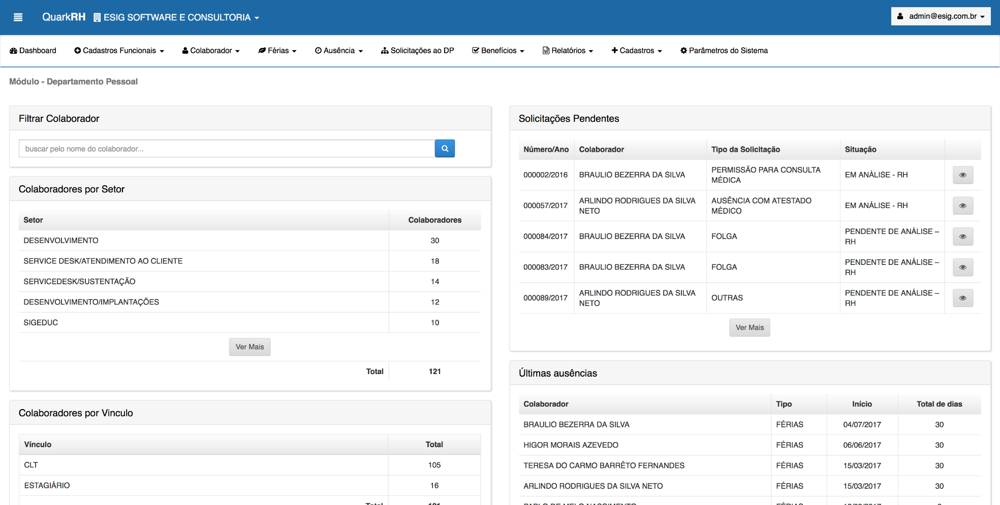 QuarkRH ESIG SOFTWARE E CONSULTORIA
admin@esig.com.br
Dashboard Cadastros Funcionais Colaborador Férias Ausência Solicitações ao DP Benefícios Relatórios Cadastros Parâmetros do Sistema
Módulo - Departamento Pessoal
Filtrar Colaborador
buscar pelo nome do colaborador...
Colaboradores por Setor
Setor Colaboradores
DESENVOLVIMENTO 30
SERVICE DESK/ATENDIMENTO AO CLIENTE 18
SERVICEDESK/SUSTENTAÇÃO 14
DESENVOLVIMENTO/IMPLANTAÇÕES 12
SIGEDUC 10
Ver Mais
Total 121
Colaboradores por Vinculo
Vínculo Total
CLT 105
ESTAGIÁRIO 16
Total 121
Solicitações Pendentes
Número/Ano Colaborador Tipo da Solicitação Situação
000002/2016 BRAULIO BEZERRA DA SILVA PERMISSÃO PARA CONSULTA
MÉDICA EM ANÁLISE - RH
000057/2017 ARLINDO RODRIGUES DA SILVA
NETO AUSÊNCIA COM ATESTADO
MÉDICO EM ANÁLISE - RH
000084/2017 BRAULIO BEZERRA DA SILVA FOLGA PENDENTE DE ANÁLISE –
RH
000083/2017 BRAULIO BEZERRA DA SILVA FOLGA PENDENTE DE ANÁLISE –
RH
000089/2017 ARLINDO RODRIGUES DA SILVA
NETO OUTRAS PENDENTE DE ANÁLISE –
RH
Ver Mais
Últimas ausências
Colaborador Tipo Início Total de dias
BRAULIO BEZERRA DA SILVA FÉRIAS 04/07/2017 30
HIGOR MORAIS AZEVEDO FÉRIAS 06/06/2017 30
TERESA DO CARMO BARRÊTO FERNANDES FÉRIAS 15/03/2017 30
ARLINDO RODRIGUES DA SILVA NETO FÉRIAS 15/03/2017 30
PABLO DE MELO NASCIMENTO FÉRIAS